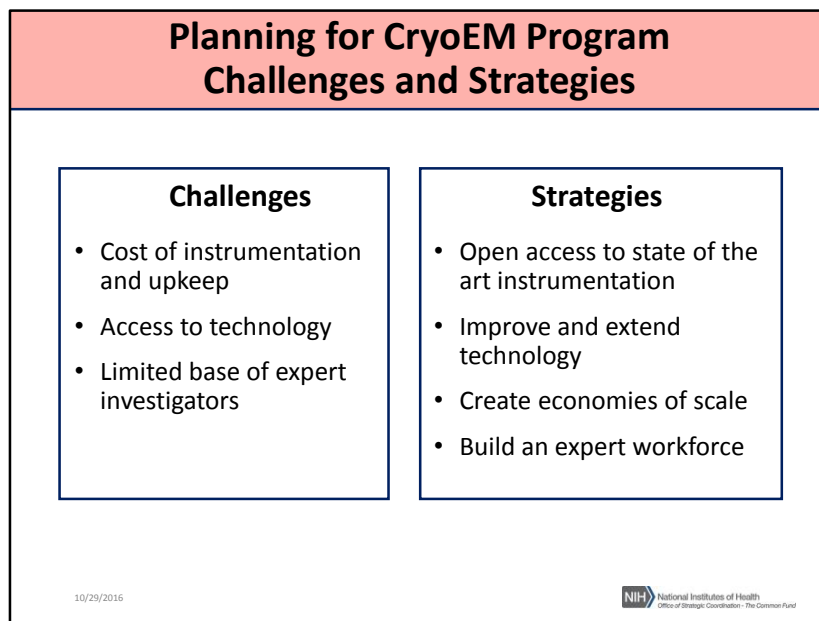 Planning for CryoEM Program
Challenges and Strategies
Challenges
• Cost of instrumentation
and upkeep
• Access to technology
• Limited base of expert
investigators
Strategies
• Open access to state of the
art instrumentation
• Improve and extend
technology
• Create economies of scale
• Build an expert workforce
10/29/2016
NIH National Institutes of Health
Office of Strategic Coordination - The Common Fund